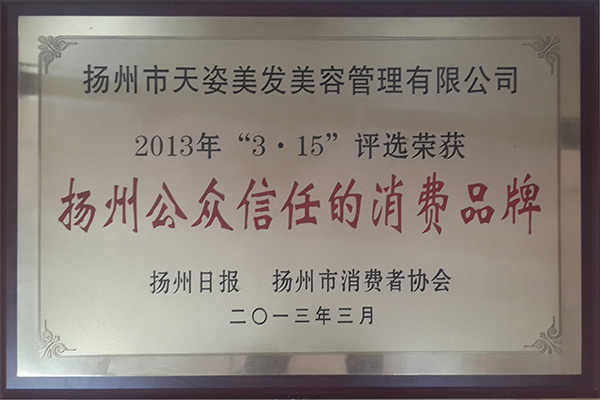 扬州市天姿美发美容管理有限公司
2013年“3·15”评选荣获
扬州公众信任的消费品牌
扬州日报 扬州市消费者协会
二〇一三年三月